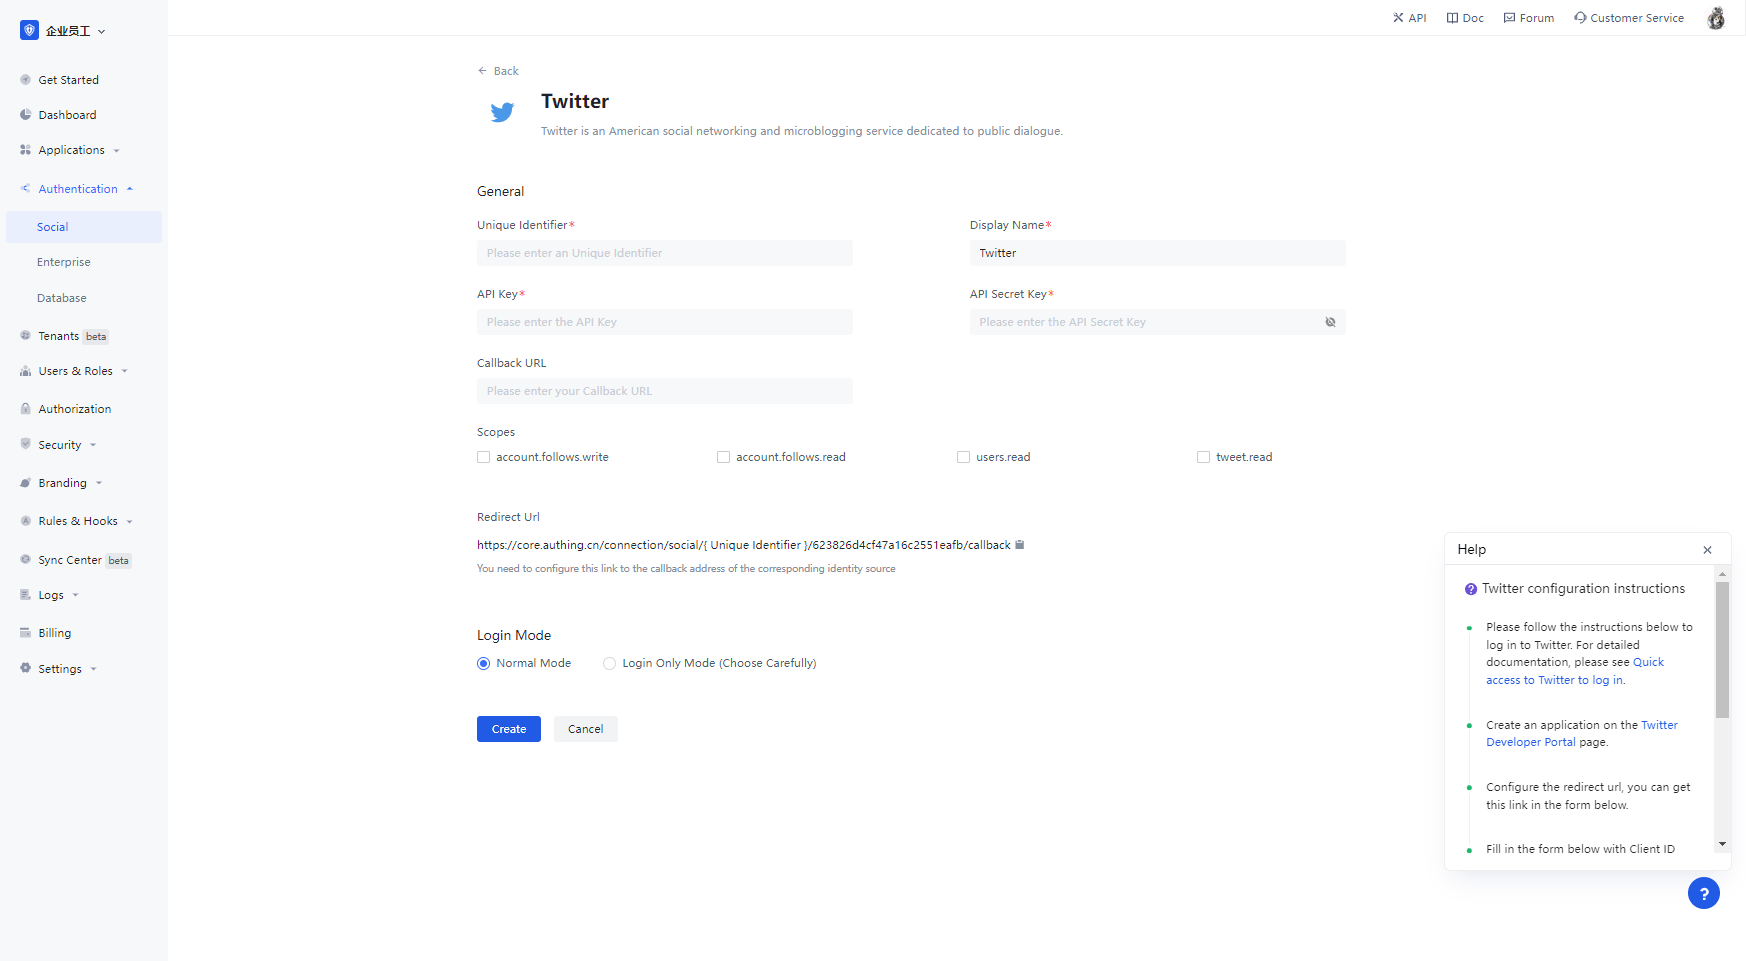 企业员工
API
Doc
Forum
Customer Service
Get Started
Dashboard
Applications
Authentication
Social
Enterprise
Database
Tenants beta
Users & Roles
Authorization
Security
Branding
Rules & Hooks
Sync Center beta
Logs
Billing
Settings
Back
Twitter
Twitter is an American social networking and microblogging service dedicated to public dialogue.
General
Unique Identifier*
Please enter an Unique Identifier
Display Name*
Twitter
API Key*
Please enter the API Key
API Secret Key*
Please enter the API Secret Key
Callback URL
Please enter your Callback URL
Scopes
account.follows.write
account.follows.read
users.read
tweet.read
Redirect Url
https://core.authing.cn/connection/social/{ Unique Identifier }/623826d4cf47a16c2551eafb/callback
You need to configure this link to the callback address of the corresponding identity source
Login Mode
Normal Mode
Login Only Mode (Choose Carefully)
Create
Cancel
Help
Twitter configuration instructions
Please follow the instructions below to
log in to Twitter. For detailed
documentation, please see Quick
access to Twitter to log in.
Create an application on the Twitter
Developer Portal page.
Configure the redirect url, you can get
this link in the form below.
Fill in the form below with Client ID
?